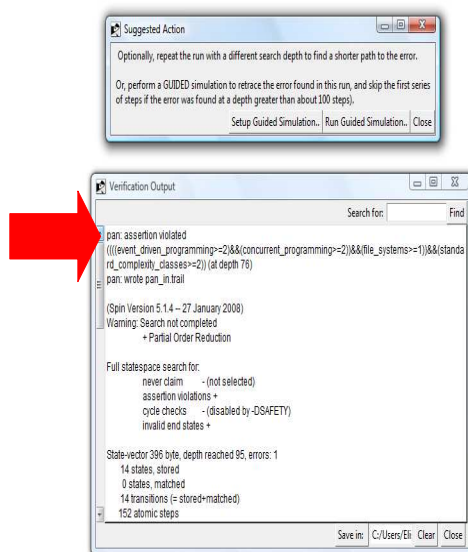 Suggested Action
Optionally, repeat the run with a different search depth to find a shorter path to the error.
Or, perform a GUIDED simulation to retrace the error found in this run, and skip the first series
of steps if the error was found at a depth greater than about 100 steps).
Setup Guided Simulation.. Run Guided Simulation.. Close
Verification Output
Search for: Find
pan: assertion violated
((((event_driven_programming>=2)&&(concurrent_programming>=2))&&(file_systems>=1))&&(standa
rd_complexity_classes>=2)) (at depth 76)
pan: wrote pan_in.trail
(Spin Version 5.1.4 -- 27 January 2008)
Warning: Search not completed
+ Partial Order Reduction
Full statespace search for:
never claim - (not selected)
assertion violations +
cycle checks - (disabled by -DSAFETY)
invalid end states +
State-vector 396 byte, depth reached 95, errors: 1
14 states, stored
0 states, matched
14 transitions (= stored+matched)
152 atomic steps
Save in: C:/Users/Eli Clear Close